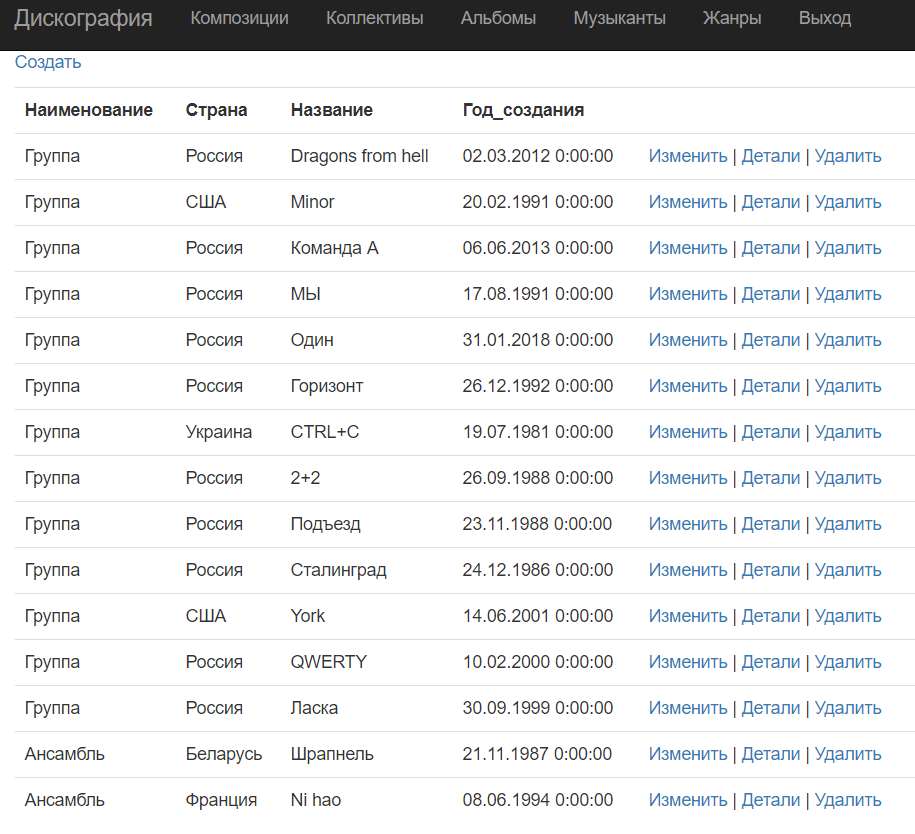 Дискография Композиции Коллективы Альбомы Музыканты Жанры Выход
Создать
Наименование Страна Название Год_создания
Группа Россия Dragons from hell 02.03.2012 0:00:00 Изменить | Детали | Удалить
Группа США Minor 20.02.1991 0:00:00 Изменить | Детали | Удалить
Группа Россия Команда А 06.06.2013 0:00:00 Изменить | Детали | Удалить
Группа Россия МЫ 17.08.1991 0:00:00 Изменить | Детали | Удалить
Группа Россия Один 31.01.2018 0:00:00 Изменить | Детали | Удалить
Группа Россия Горизонт 26.12.1992 0:00:00 Изменить | Детали | Удалить
Группа Украина CTRL+C 19.07.1981 0:00:00 Изменить | Детали | Удалить
Группа Россия 2+2 26.09.1988 0:00:00 Изменить | Детали | Удалить
Группа Россия Подъезд 23.11.1988 0:00:00 Изменить | Детали | Удалить
Группа Россия Сталинград 24.12.1986 0:00:00 Изменить | Детали | Удалить
Группа США York 14.06.2001 0:00:00 Изменить | Детали | Удалить
Группа Россия QWERTY 10.02.2000 0:00:00 Изменить | Детали | Удалить
Группа Россия Ласка 30.09.1999 0:00:00 Изменить | Детали | Удалить
Ансамбль Беларусь Шрапнель 21.11.1987 0:00:00 Изменить | Детали | Удалить
Ансамбль Франция Ni hao 08.06.1994 0:00:00 Изменить | Детали | Удалить